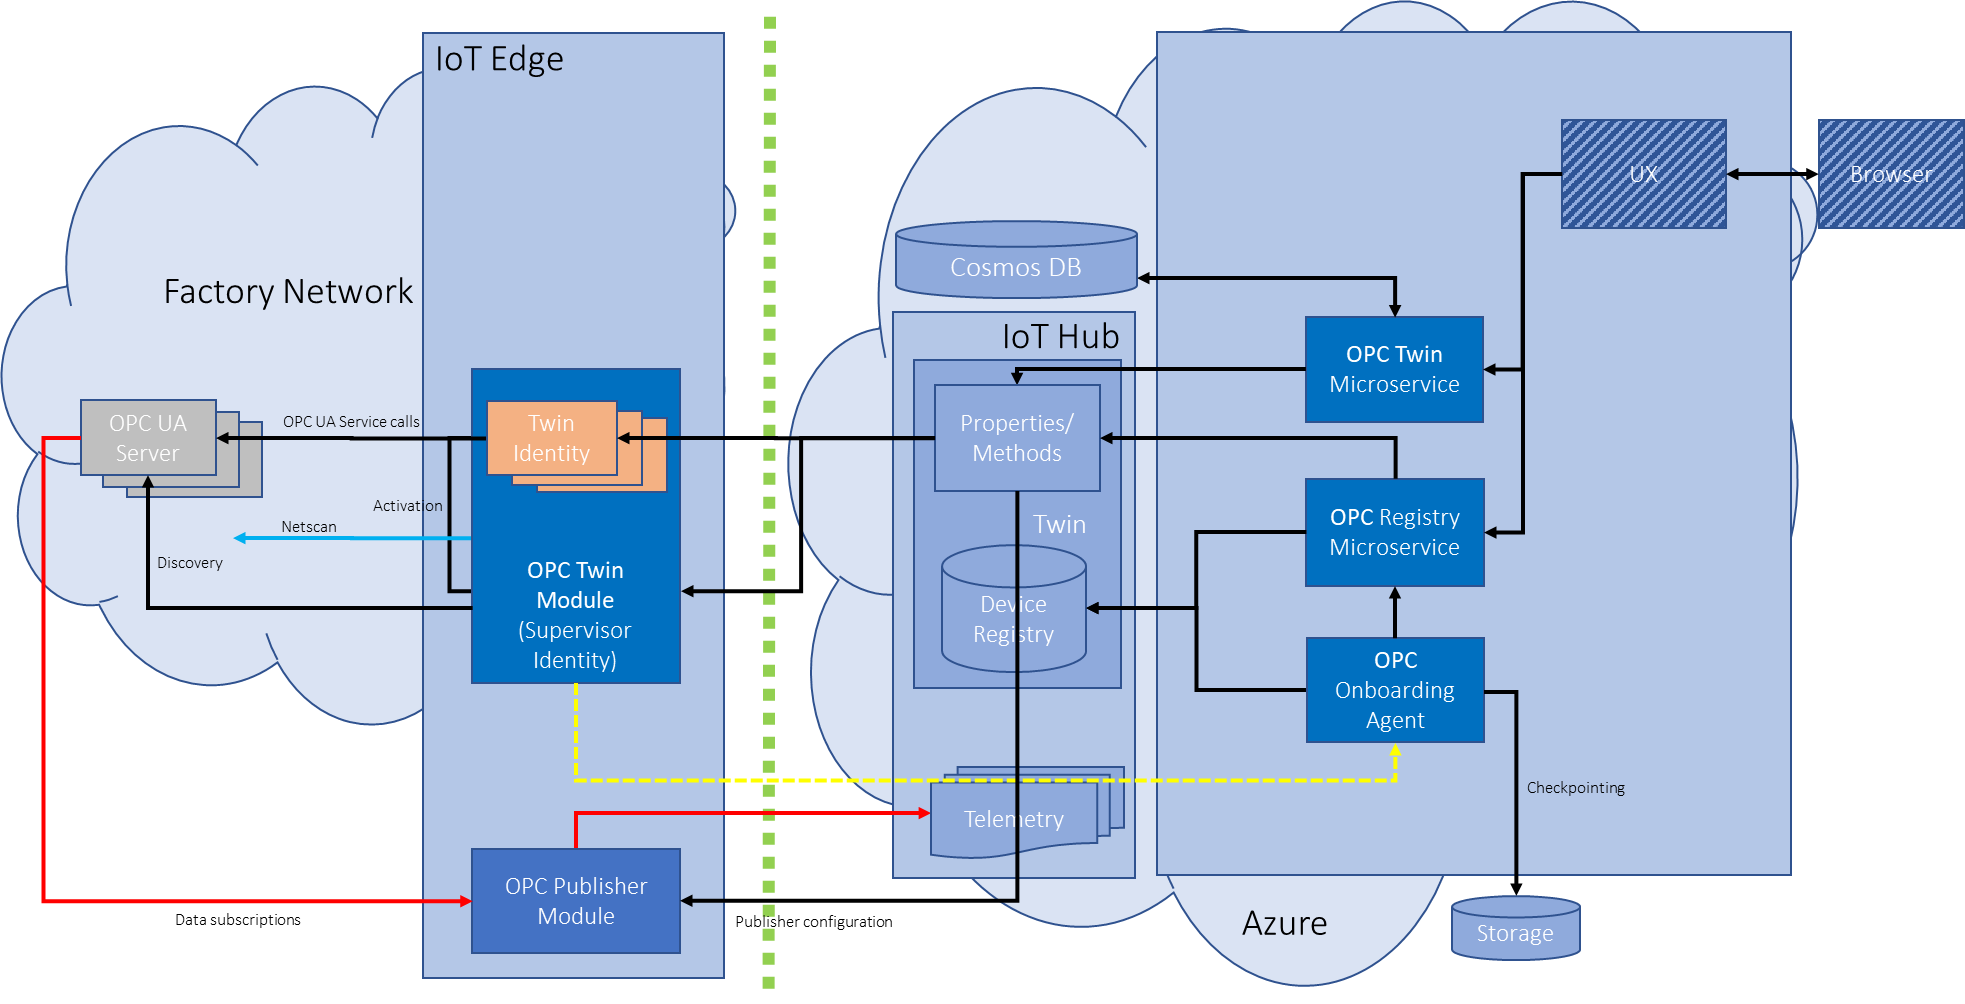 IoT Edge
Factory Network
OPC UA
Server
OPC UA Service calls
Activation
Netscan
Discovery
Twin
Identity
OPC Twin
Module
(Supervisor
Identity)
OPC Publisher
Module
Data subscriptions
Publisher configuration
Cosmos DB
IoT Hub
Properties/
Methods
Twin
Device
Registry
Telemetry
UX
Browser
OPC Twin
Microservice
OPC Registry
Microservice
OPC
Onboarding
Agent
Checkpointing
Storage
Azure